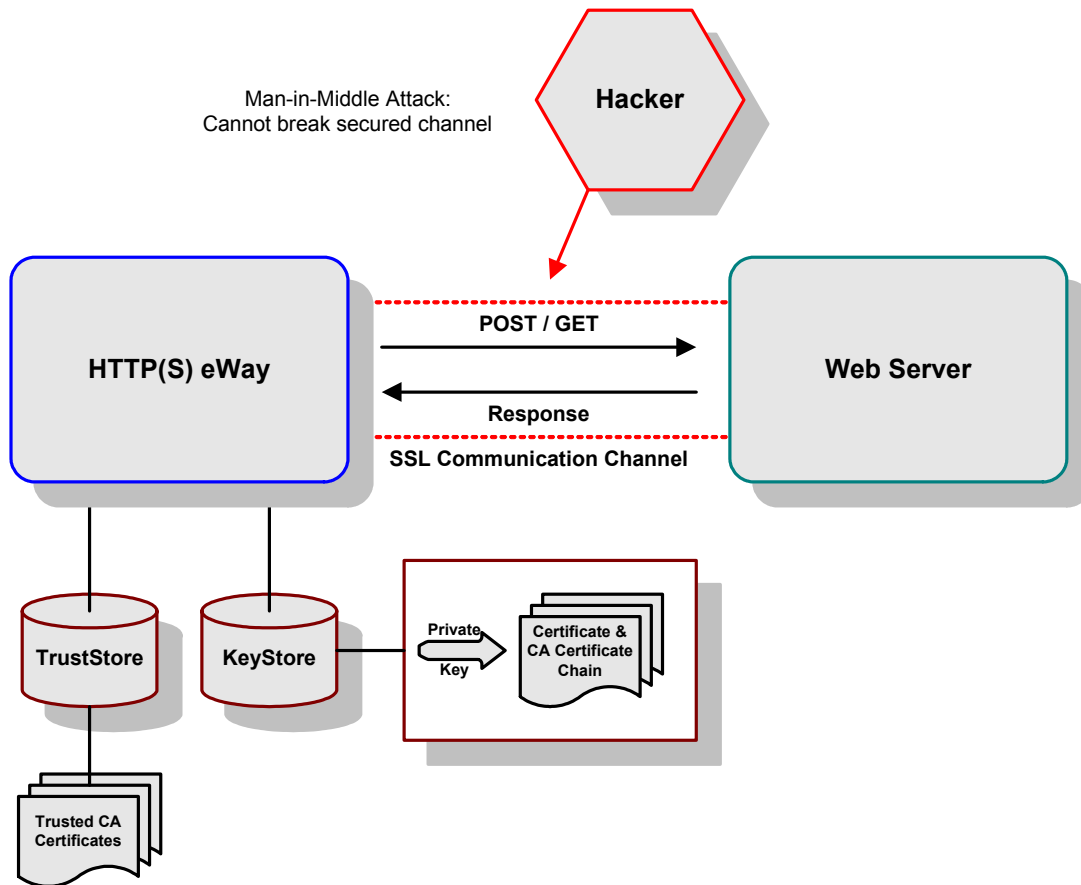 Man-in-Middle Attack:
Cannot break secured channel
Hacker
HTTP(S) eWay
POST / GET
Response
SSL Communication Channel
Web Server
TrustStore
KeyStore
Private
Key
Certificate &
CA Certificate
Chain
Trusted CA
Certificates